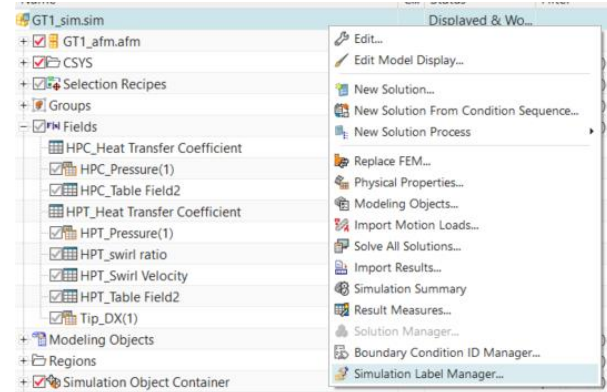 GT1_sim.sim
Displayed & Wo...
GT1_afm.afm
CSYS
Selection Recipes
Groups
Fields
HPC_Heat Transfer Coefficient
HPC_Pressure(1)
HPC_Table Field2
HPT_Heat Transfer Coefficient
HPT_Pressure(1)
HPT_swirl ratio
HPT_Swirl Velocity
HPT_Table Field2
Tip_DX(1)
Modeling Objects
Regions
Simulation Object Container
Edit...
Edit Model Display...
New Solution...
New Solution From Condition Sequence...
New Solution Process
Replace FEM...
Physical Properties...
Modeling Objects...
Import Motion Loads...
Solve All Solutions...
Import Results...
Simulation Summary
Result Measures...
Solution Manager...
Boundary Condition ID Manager...
Simulation Label Manager...